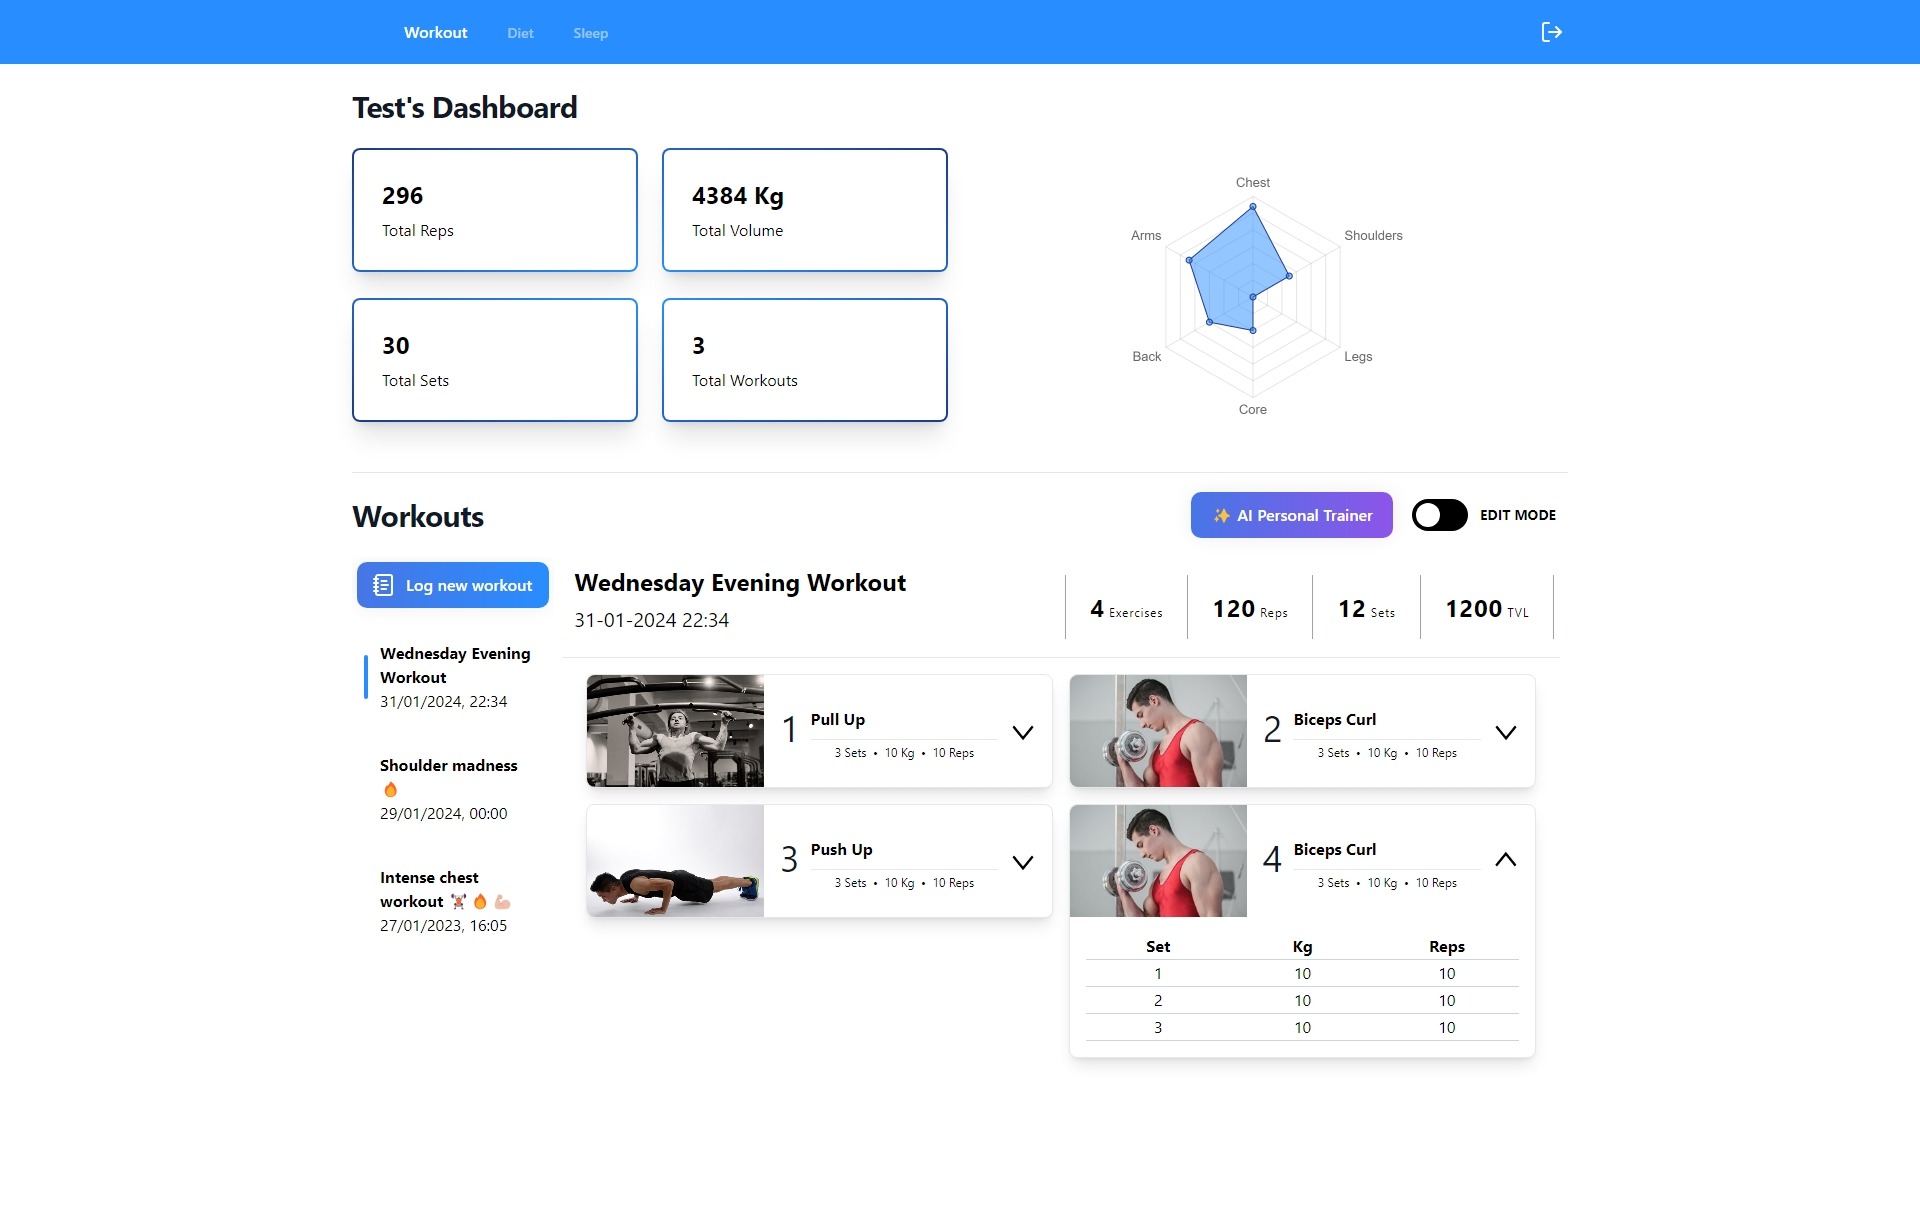 Workout Diet Sleep
Test's Dashboard
296
Total Reps
4384 Kg
Total Volume
30
Total Sets
3
Total Workouts
Chest
Shoulders
Legs
Core
Back
Arms
Workouts
✨ AI Personal Trainer
EDIT MODE
Log new workout
Wednesday Evening
Workout
31/01/2024, 22:34
Shoulder madness
🔥
29/01/2024, 00:00
Intense chest
workout 🏋️ 🔥 💪🏻
27/01/2023, 16:05
Wednesday Evening Workout
31-01-2024 22:34
4 Exercises
120 Reps
12 Sets
1200 TVL
1 Pull Up
3 Sets • 10 Kg • 10 Reps
2 Biceps Curl
3 Sets • 10 Kg • 10 Reps
3 Push Up
3 Sets • 10 Kg • 10 Reps
4 Biceps Curl
3 Sets • 10 Kg • 10 Reps
Set Kg Reps
1 10 10
2 10 10
3 10 10